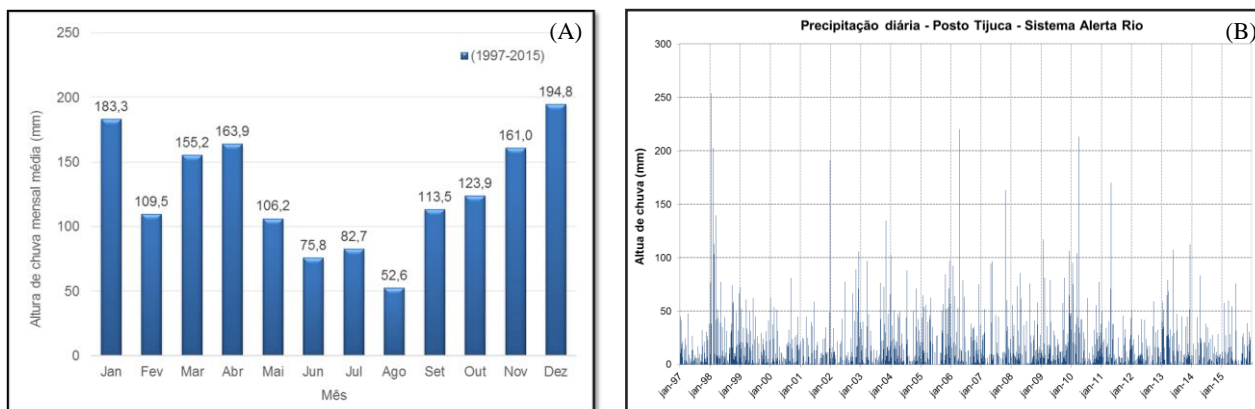 (A)
250
200
150
100
50
0
Altura de chuva mensal média (mm)
(1997-2015)
183,3
109,5
155,2
163,9
106,2
75,8
82,7
52,6
113,5
123,9
161,0
194,8
Jan Fev Mar Abr Mai Jun Jul Ago Set Out Nov Dez
Mês
Precipitação diária - Posto Tijuca - Sistema Alerta Rio
(B)
300
250
200
150
100
50
0
Altua de chuva (mm)
jan-97
jan-98
jan-99
jan-00
jan-01
jan-02
jan-03
jan-04
jan-05
jan-06
jan-07
jan-08
jan-09
jan-10
jan-11
jan-12
jan-13
jan-14
jan-15